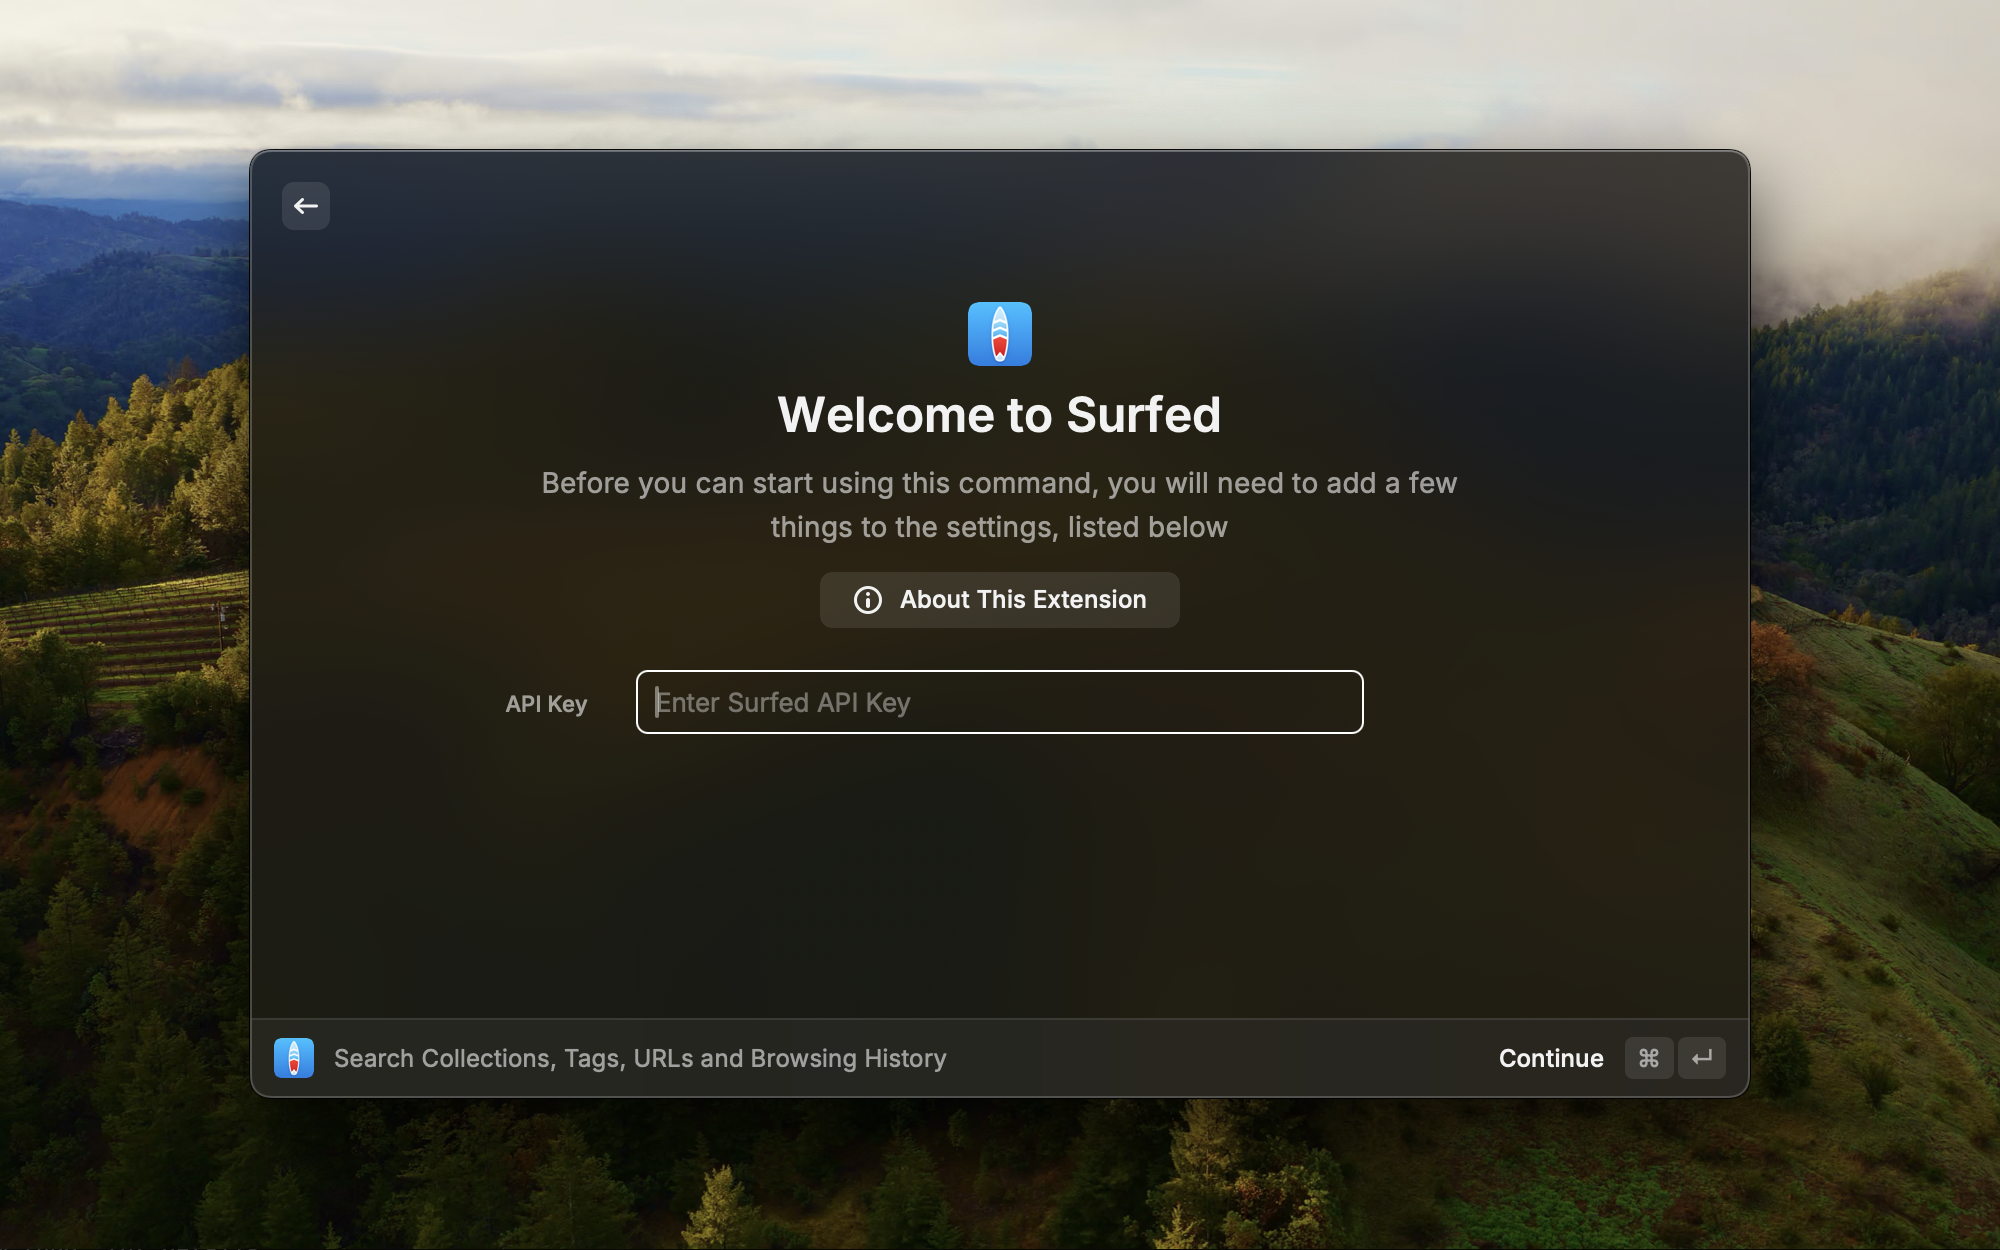 Welcome to Surfed
Before you can start using this command, you will need to add a few
things to the settings, listed below
About This Extension
API Key
Enter Surfed API Key
Search Collections, Tags, URLs and Browsing History
Continue ⌘ ↵